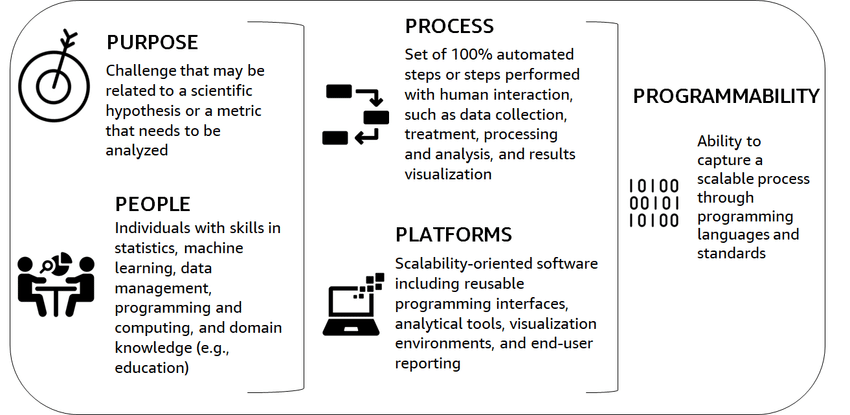 PURPOSE
Challenge that may be
related to a scientific
hypothesis or a metric
that needs to be
analyzed
PEOPLE
Individuals with skills in
statistics, machine
learning, data
management,
programming and
computing, and domain
knowledge (e.g.,
education)
PROCESS
Set of 100% automated
steps or steps performed
with human interaction,
such as data collection,
treatment, processing
and analysis, and results
visualization
PLATFORMS
Scalability-oriented software
including reusable
programming interfaces,
analytical tools, visualization
environments, and end-user
reporting
PROGRAMMABILITY
10100
00101
10100
Ability to
capture a
scalable process
through
programming
languages and
standards